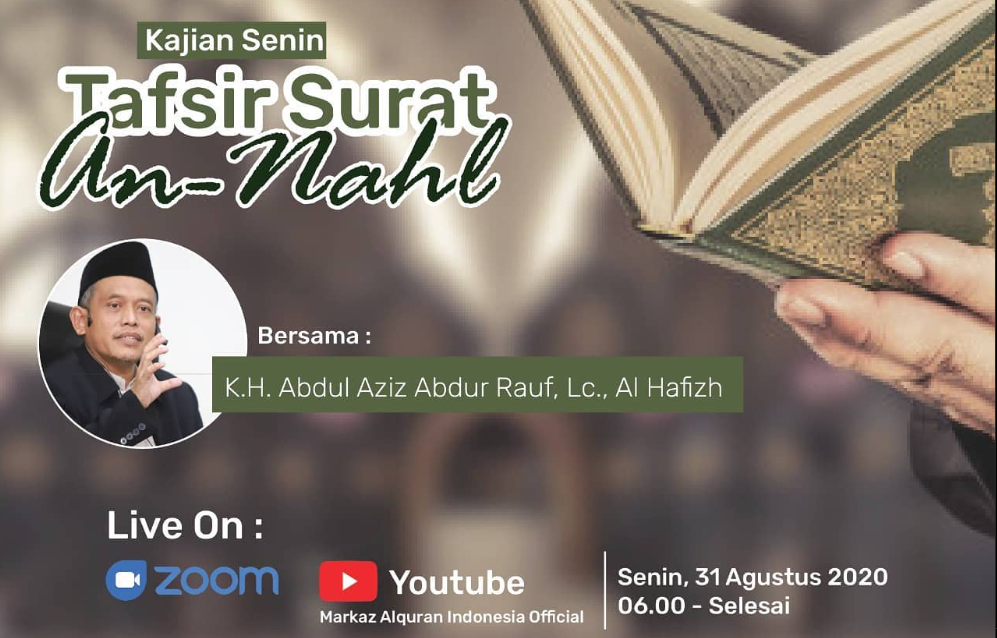 Kajian Senin
Tafsir Surat
An-Nahl
Bersama :
K.H. Abdul Aziz Abdur Rauf, Lc., Al Hafizh
Live On :
zoom
Youtube
Markaz Alquran Indonesia Official
Senin, 31 Agustus 2020
06.00 - Selesai